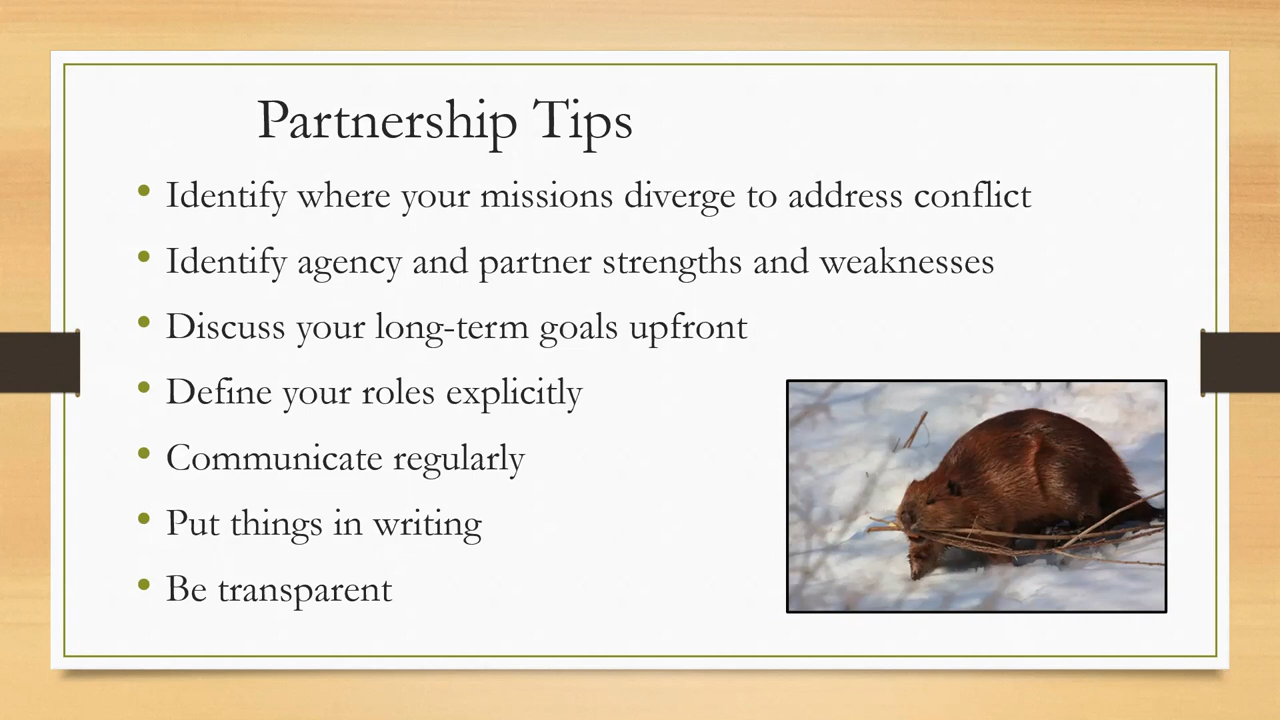 Partnership Tips
• Identify where your missions diverge to address conflict
• Identify agency and partner strengths and weaknesses
• Discuss your long-term goals upfront
• Define your roles explicitly
• Communicate regularly
• Put things in writing
• Be transparent